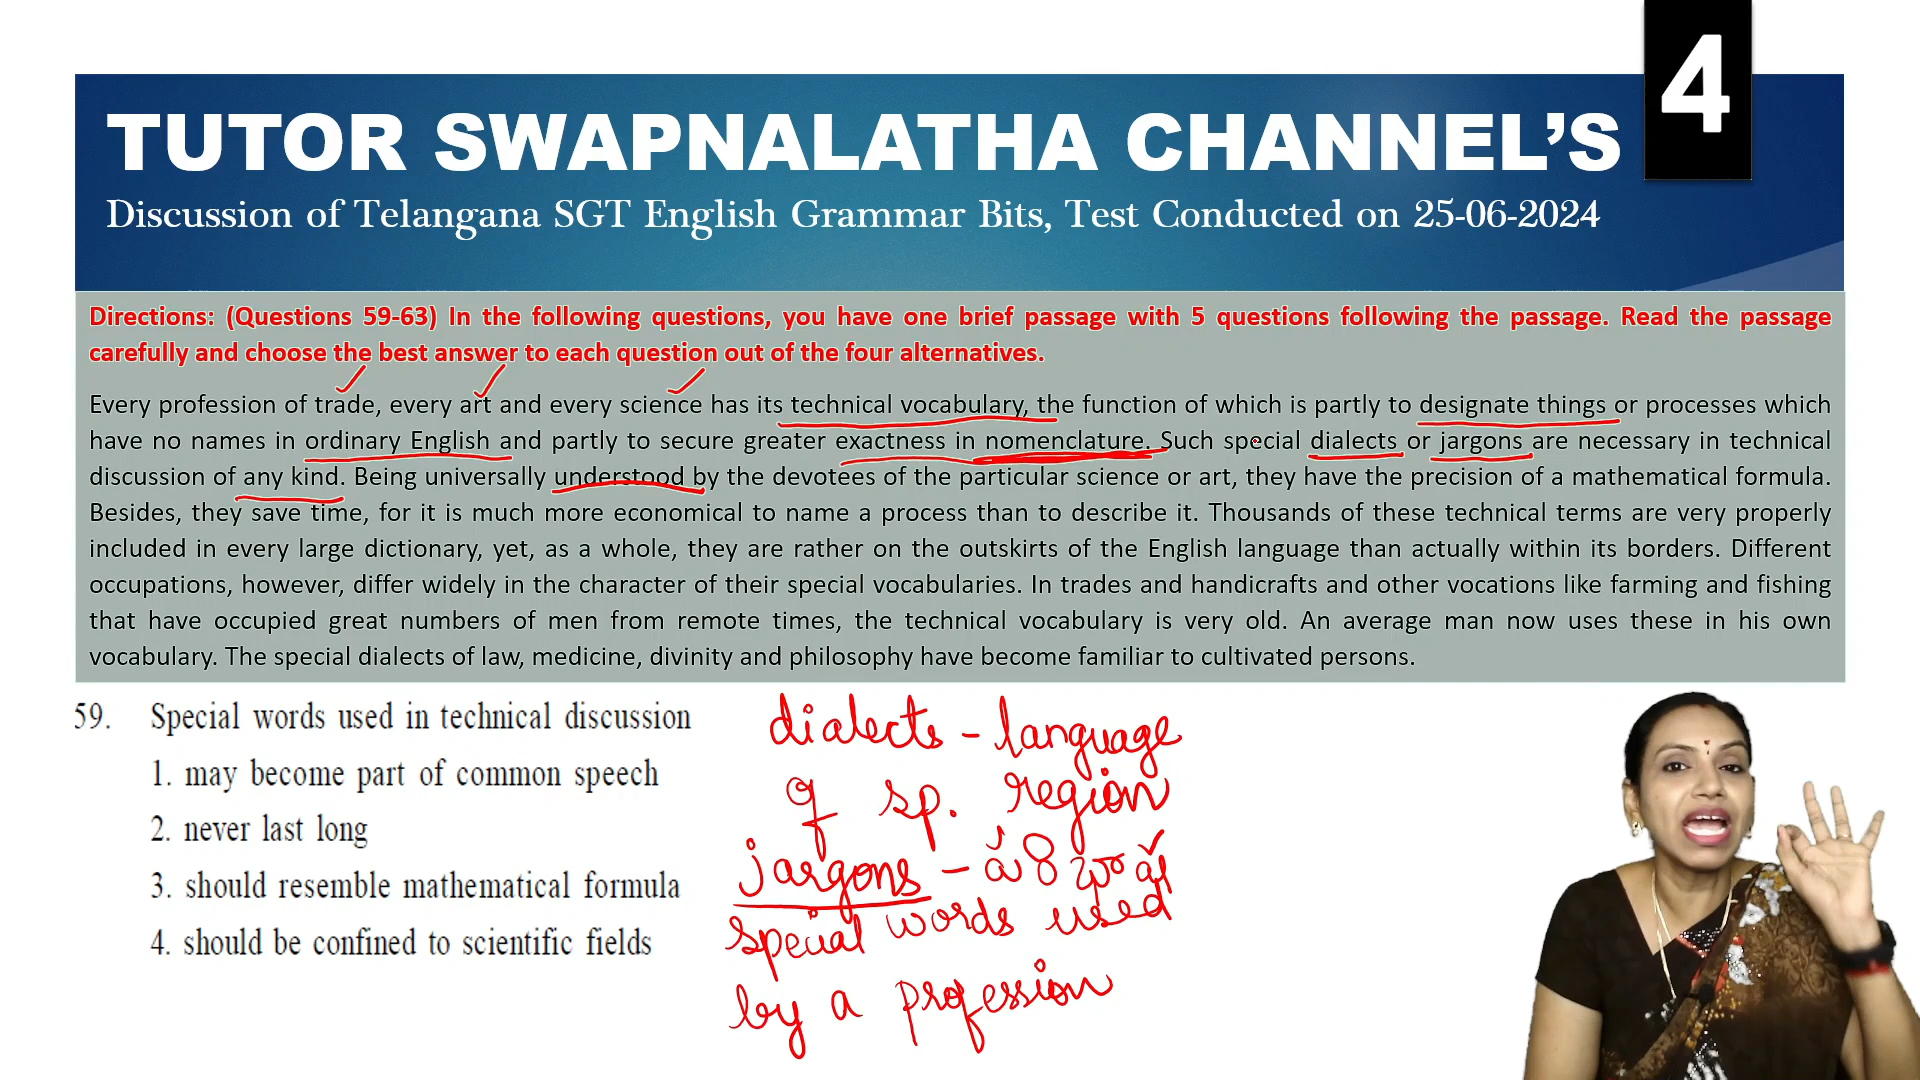 4
TUTOR SWAPNALATHA CHANNEL’S
Discussion of Telangana SGT English Grammar Bits, Test Conducted on 25-06-2024
Directions: (Questions 59-63) In the following questions, you have one brief passage with 5 questions following the passage. Read the passage
carefully and choose the best answer to each question out of the four alternatives.
Every profession of trade, every art and every science has its technical vocabulary, the function of which is partly to designate things or processes which
have no names in ordinary English and partly to secure greater exactness in nomenclature. Such special dialects or jargons are necessary in technical
discussion of any kind. Being universally understood by the devotees of the particular science or art, they have the precision of a mathematical formula.
Besides, they save time, for it is much more economical to name a process than to describe it. Thousands of these technical terms are very properly
included in every large dictionary, yet, as a whole, they are rather on the outskirts of the English language than actually within its borders. Different
occupations, however, differ widely in the character of their special vocabularies. In trades and handicrafts and other vocations like farming and fishing
that have occupied great numbers of men from remote times, the technical vocabulary is very old. An average man now uses these in his own
vocabulary. The special dialects of law, medicine, divinity and philosophy have become familiar to cultivated persons.
59. Special words used in technical discussion
1. may become part of common speech
2. never last long
3. should resemble mathematical formula
4. should be confined to scientific fields
dialects - language
of sp. region
jargons -
special words used
by a profession